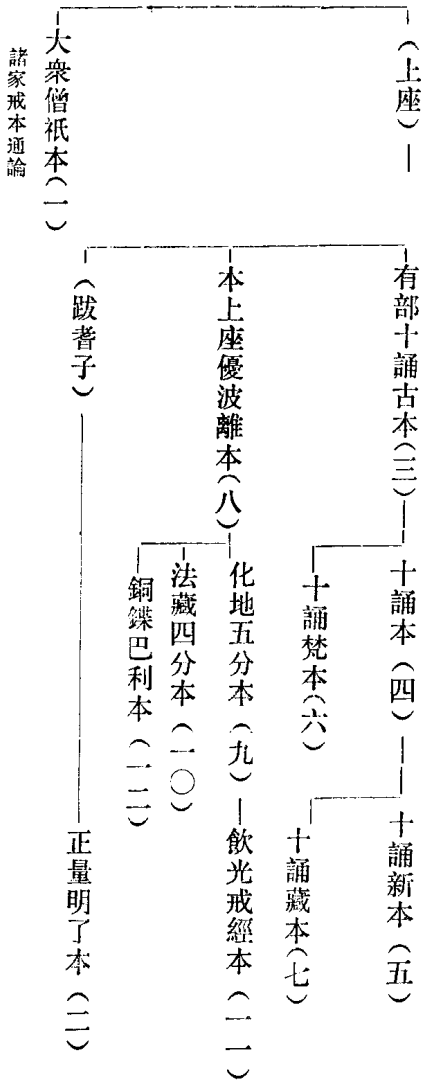 （上座）
大衆僧祇本（一）
有部十誦古本（三）
本上座優波離本（八）
（跋耆子）
十誦本（四）
十誦梵本（六）
化地五分本（九）
法藏四分本（一〇）
銅鍱巴利本（一二）
十誦新本（五）
十誦藏本（七）
飲光戒經本（一一）
正量明了本（二）
諸家戒本通論